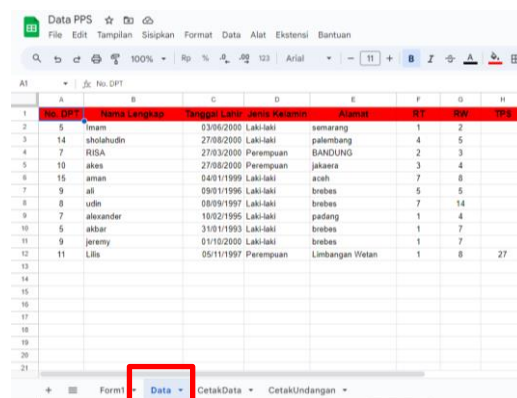 Data PPS
File Edit Tampilan Sisipkan Format Data Alat Ekstensi Bantuan
100% Rp % .0 .00 123 Arial - 11 + B I A
A1 fx No. DPT
A B C D E F G H
1 No. DPT Nama Lengkap Tanggal Lahir Jenis Kelamin Alamat RT RW TPS
2 5 Imam 03/06/2000 Laki-laki semarang 1 2
3 14 sholahudin 27/08/2000 Laki-laki palembang 4 5
4 7 RISA 27/03/2000 Perempuan BANDUNG 2 3
5 10 akes 27/08/2000 Perempuan jakaera 3 4
6 15 aman 04/01/1999 Laki-laki aceh 7 8
7 9 ali 09/01/1996 Laki-laki brebes 5 5
8 8 udin 08/09/1997 Laki-laki brebes 7 14
9 7 alexander 10/02/1995 Laki-laki padang 1 4
10 5 akbar 31/01/1993 Laki-laki brebes 1 7
11 9 jeremy 01/10/2000 Laki-laki brebes 1 7
12 11 Lilis 05/11/1997 Perempuan Limbangan Wetan 1 8 27
13
14
15
16
17
18
19
20
21
+ Form1 Data CetakData CetakUndangan